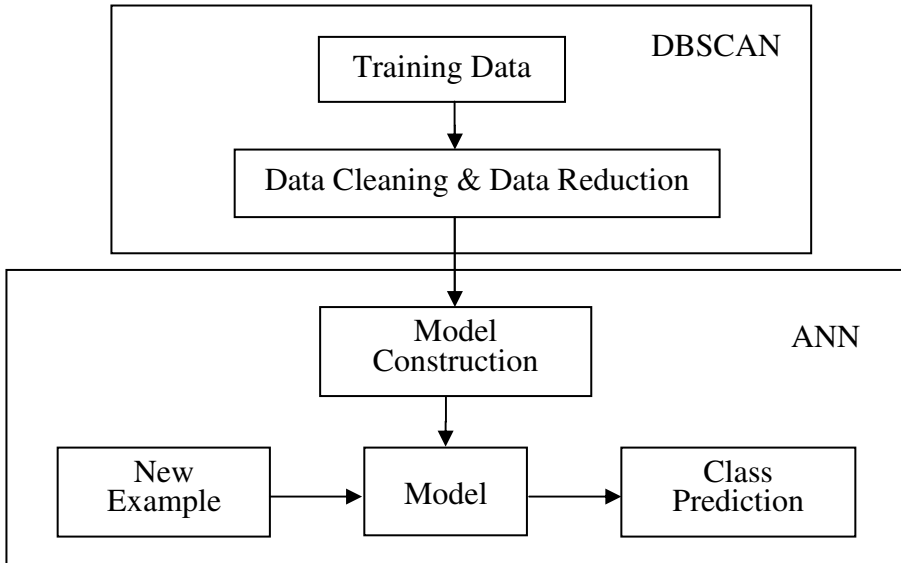 DBSCAN
Training Data
Data Cleaning & Data Reduction
Model
Construction
ANN
New
Example
Model
Class
Prediction